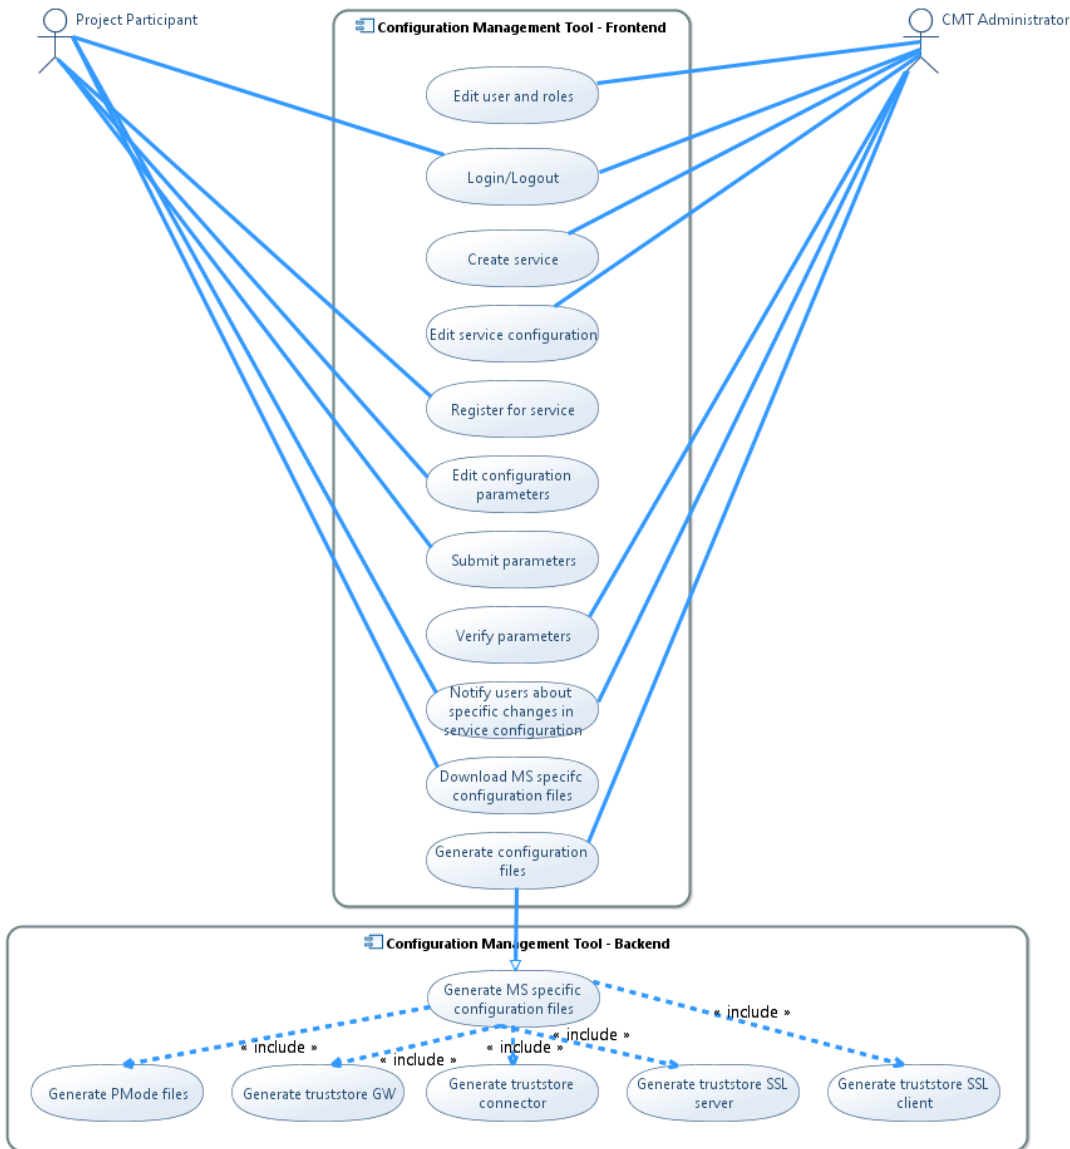 Project Participant
CMT Administrator
Configuration Management Tool - Frontend
Edit user and roles
Login/Logout
Create service
Edit service configuration
Register for service
Edit configuration
parameters
Submit parameters
Verify parameters
Notify users about
specific changes in
service configuration
Download MS specifc
configuration files
Generate configuration
files
Configuration Management Tool - Backend
Generate MS specific
configuration files
« include »
« include »
« include »
« include »
« include »
Generate PMode files
Generate truststore GW
Generate truststore
connector
Generate truststore SSL
server
Generate truststore SSL
client